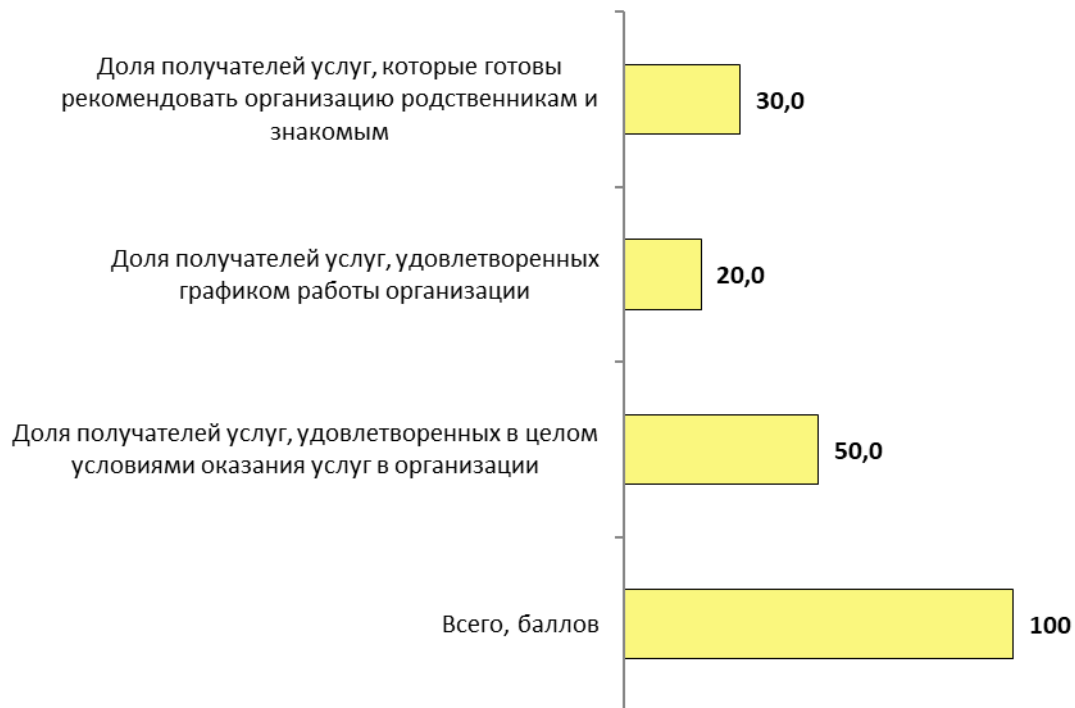 Доля получателей услуг, которые готовы
рекомендовать организацию родственникам и
знакомым
30,0
Доля получателей услуг, удовлетворенных
графиком работы организации
20,0
Доля получателей услуг, удовлетворенных в целом
условиями оказания услуг в организации
50,0
Всего, баллов
100